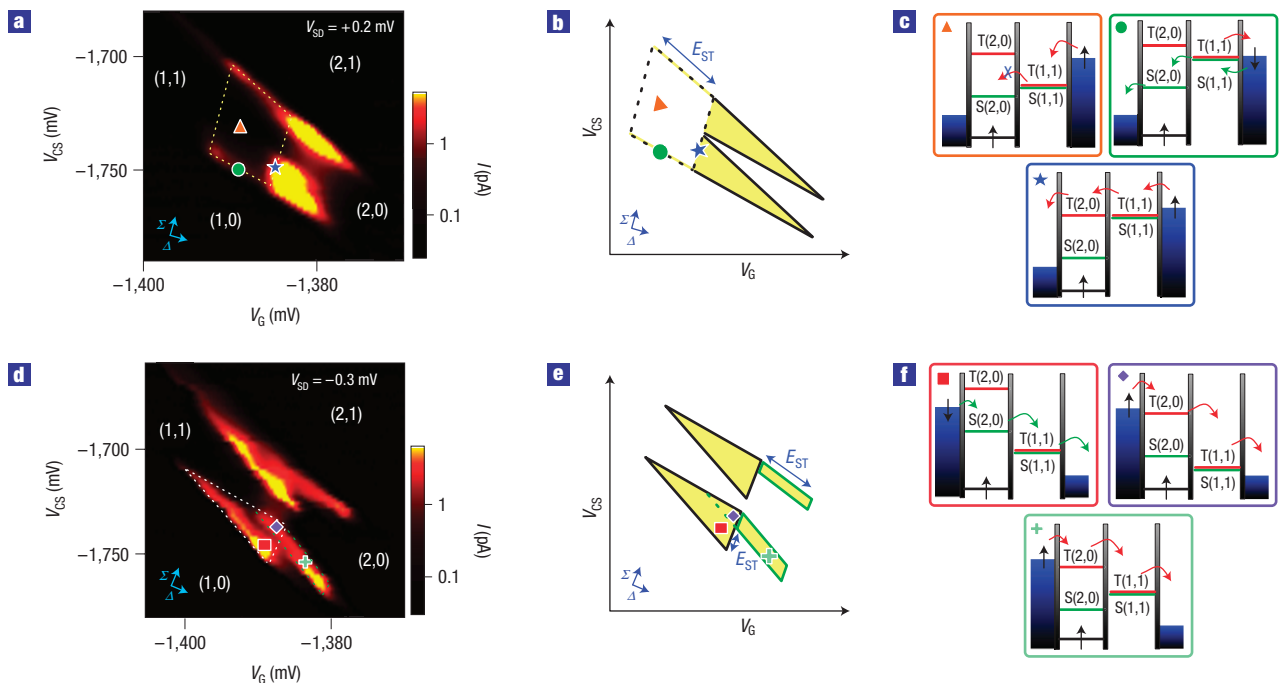 a
V_SD = +0.2 mV
−1,700
−1,750
V_CS (mV)
(1,1)
(2,1)
(1,0)
(2,0)
Σ
Δ
−1,400
−1,380
V_G (mV)
1
0.1
I (pA)
b
E_ST
V_CS
Σ
Δ
V_G
c
T(2,0)
T(1,1)
X
S(2,0)
S(1,1)
T(2,0)
T(1,1)
S(2,0)
S(1,1)
T(2,0)
T(1,1)
S(1,1)
S(2,0)
d
V_SD = −0.3 mV
−1,700
−1,750
V_CS (mV)
(1,1)
(2,1)
(1,0)
(2,0)
Σ
Δ
−1,400
−1,380
V_G (mV)
1
0.1
I (pA)
e
E_ST
E_ST
V_CS
Σ
Δ
V_G
f
T(2,0)
S(2,0)
T(1,1)
S(1,1)
T(2,0)
S(2,0)
T(1,1)
S(1,1)
T(2,0)
T(1,1)
S(2,0)
S(1,1)